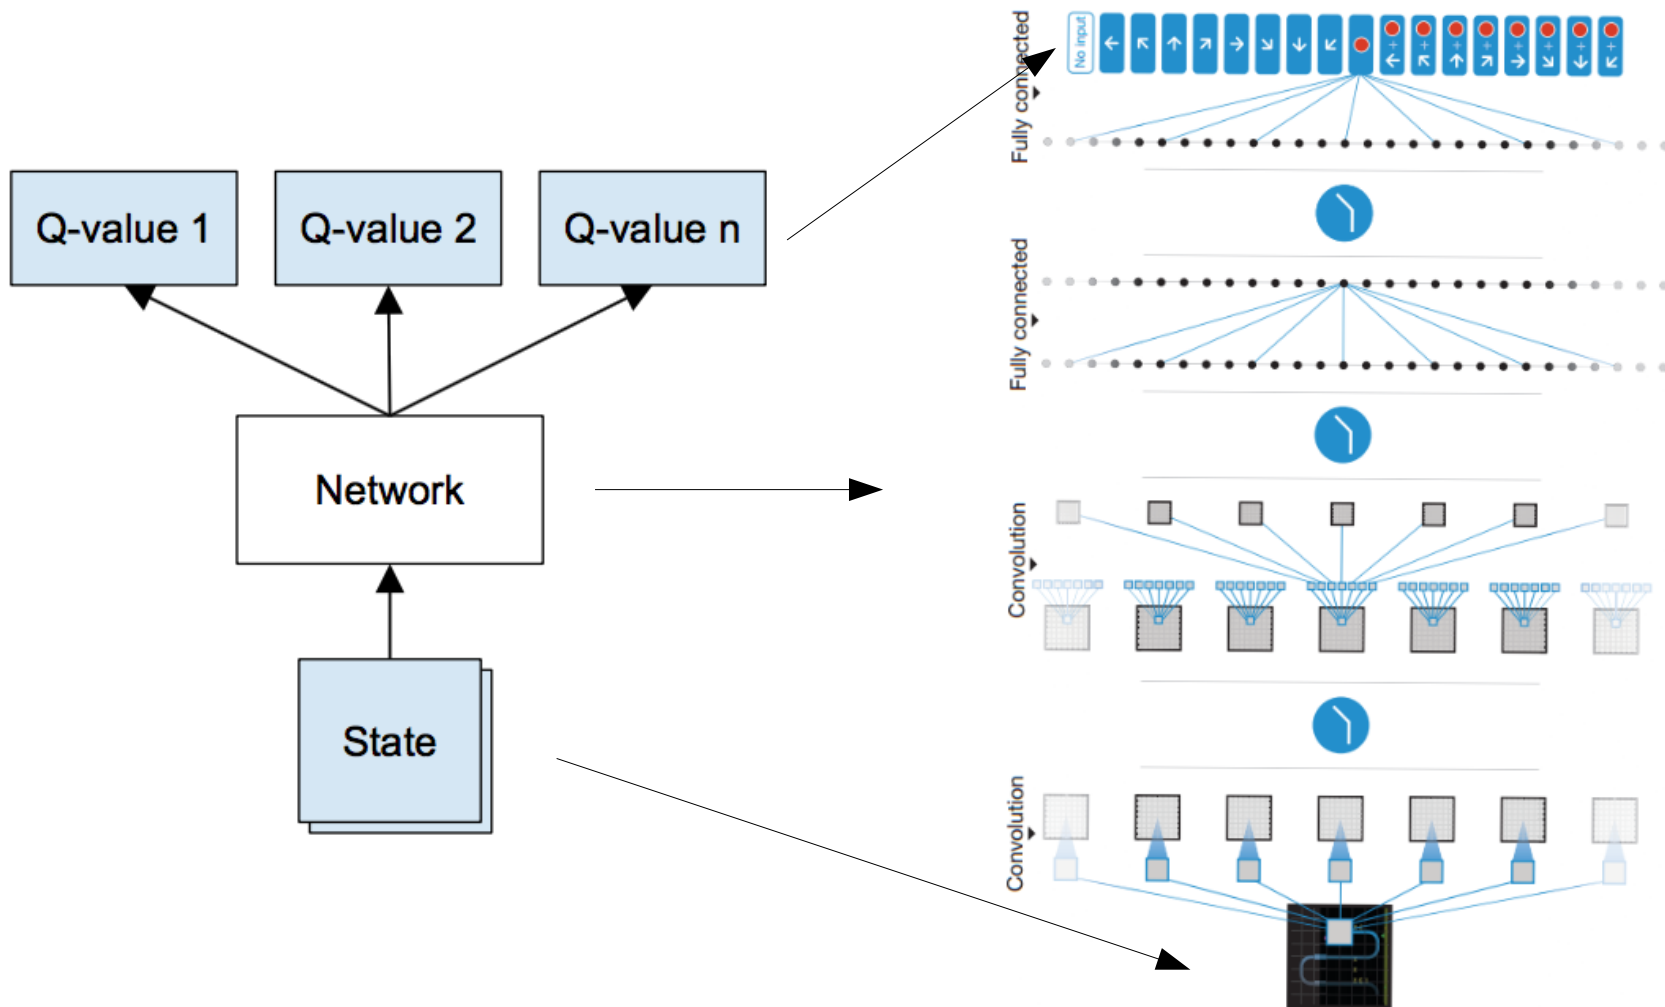 No input
Fully connected
Q-value 1
Q-value 2
Q-value n
Fully connected
Network
Convolution
State
Convolution